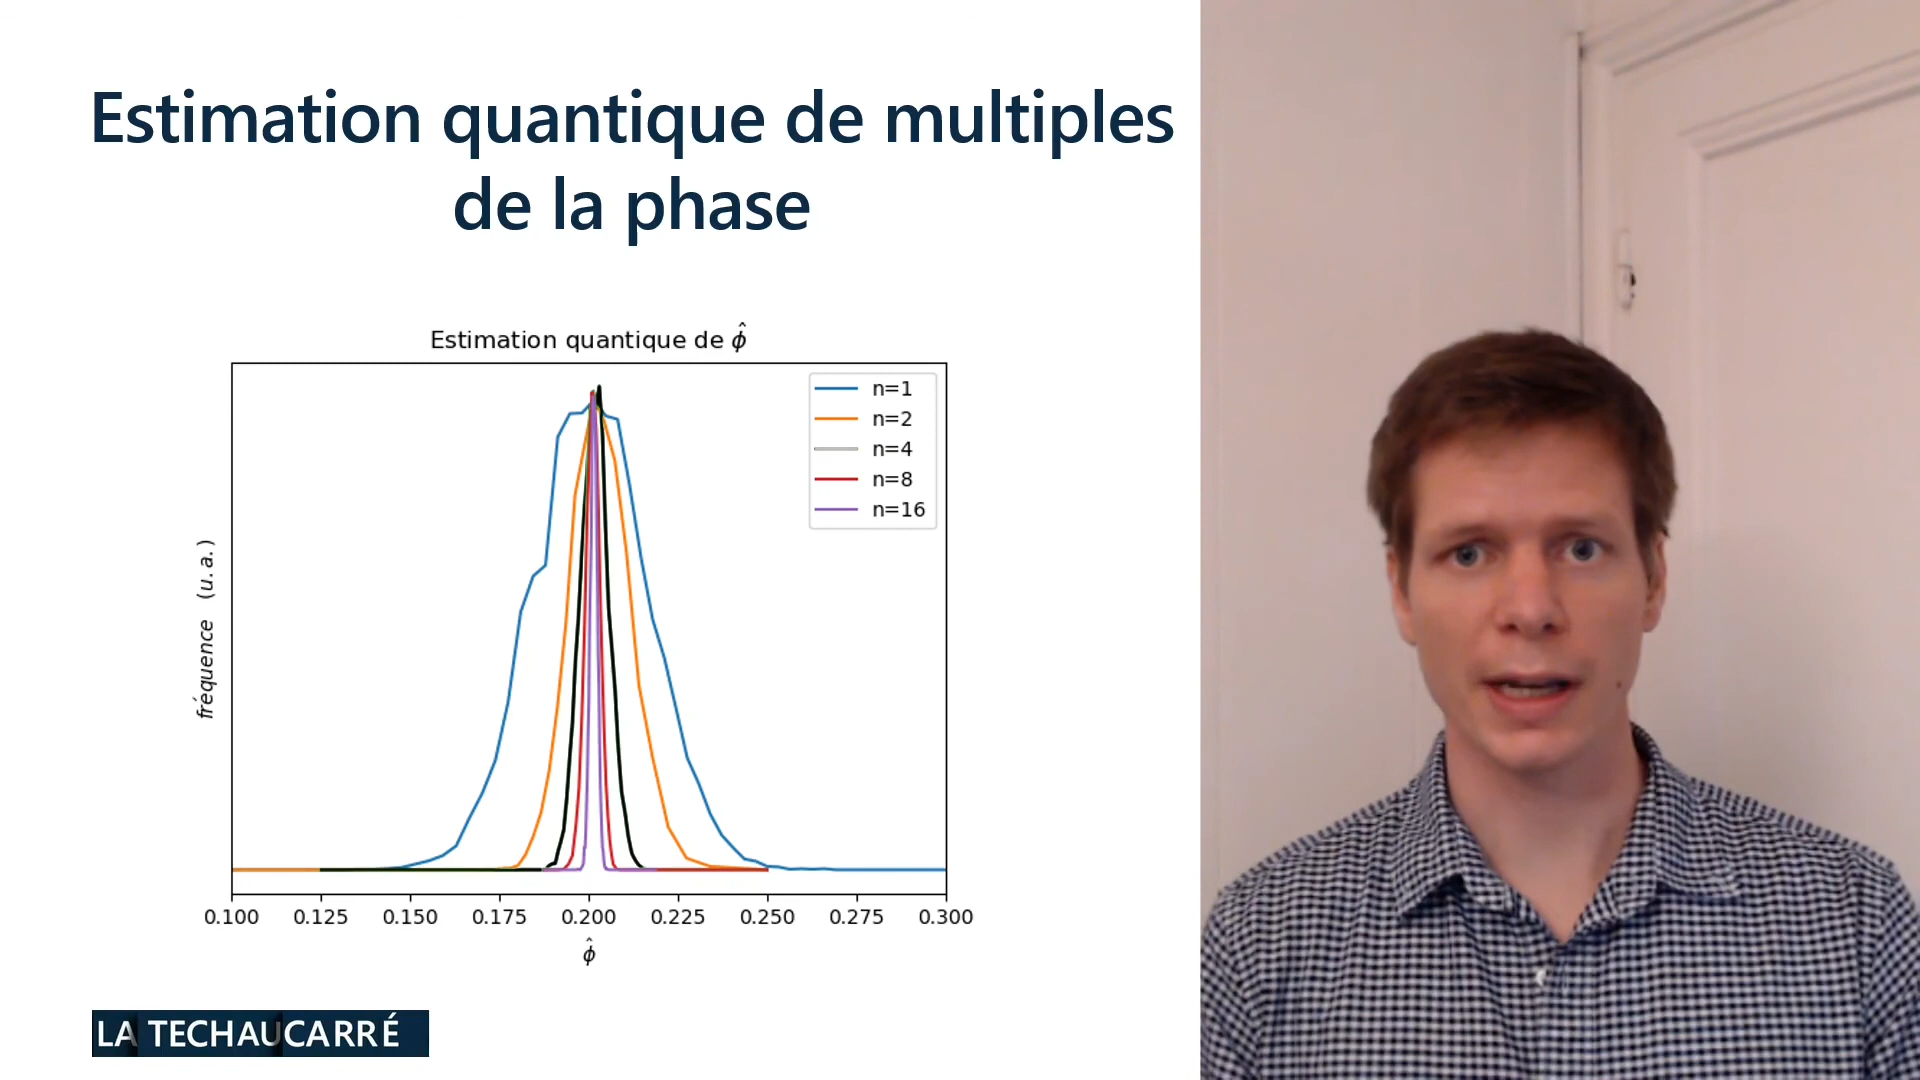 Estimation quantique de multiples
de la phase
Estimation quantique de ϕ̂
n=1
n=2
n=4
n=8
n=16
fréquence (u.a.)
0.100 0.125 0.150 0.175 0.200 0.225 0.250 0.275 0.300
ϕ̂
LA TECHAUCARRÉ